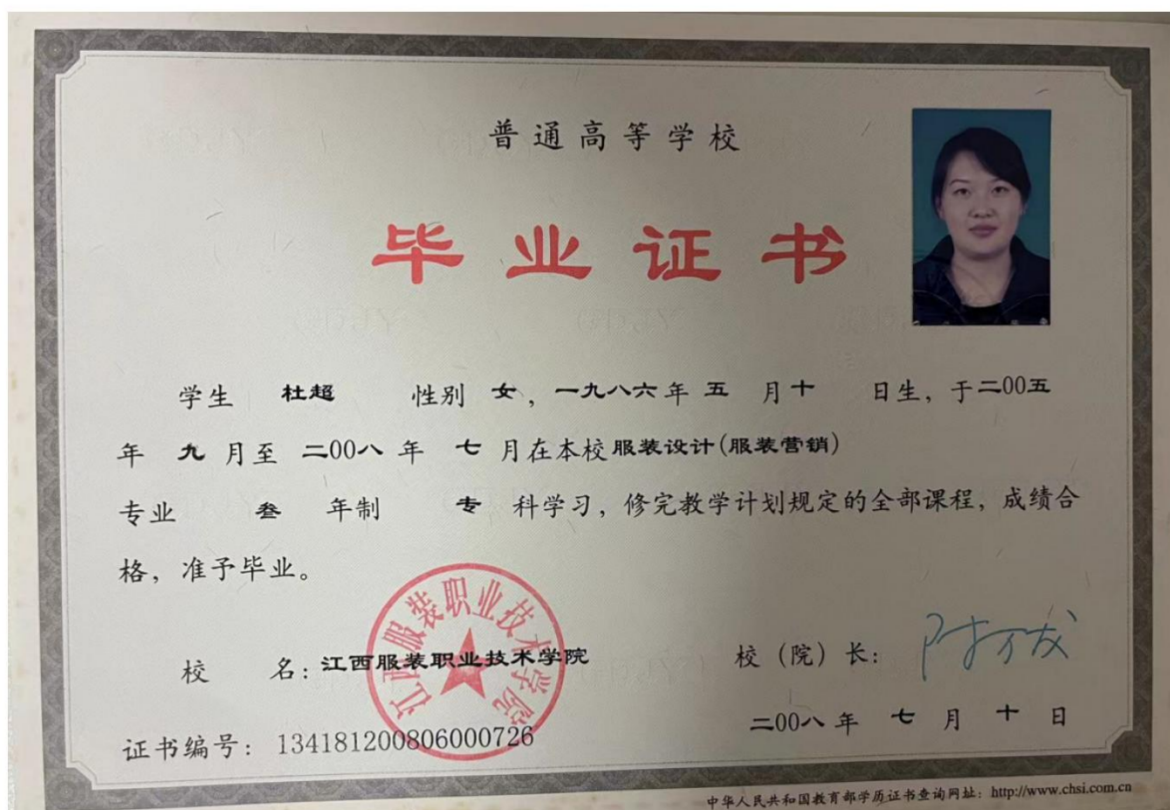 普通高等学校
毕业证书
学生 杜超 性别 女，一九八六年 五 月十 日生，于二00五
年 九 月至 二00八 年 七 月在本校服装设计(服装营销)
专业 叁 年制 专 科学习，修完教学计划规定的全部课程，成绩合
格，准予毕业。
江西服装职业技术学院
校 名：江西服装职业技术学院
校（院）长：
二00八 年 七 月 十 日
证书编号：134181200806000726
中华人民共和国教育部学历证书查询网址：http://www.chsi.com.cn